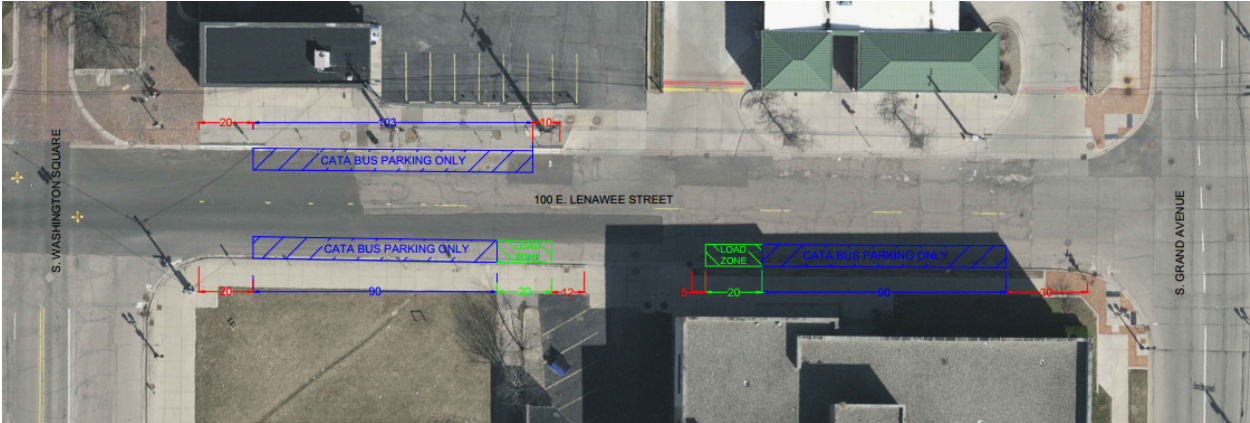 20
103
10
CATA BUS PARKING ONLY
S. WASHINGTON SQUARE
100 E. LENAWEE STREET
S. GRAND AVENUE
CATA BUS PARKING ONLY
LOAD
ZONE
LOAD
ZONE
CATA BUS PARKING ONLY
20
90
20
12
5
20
90
30